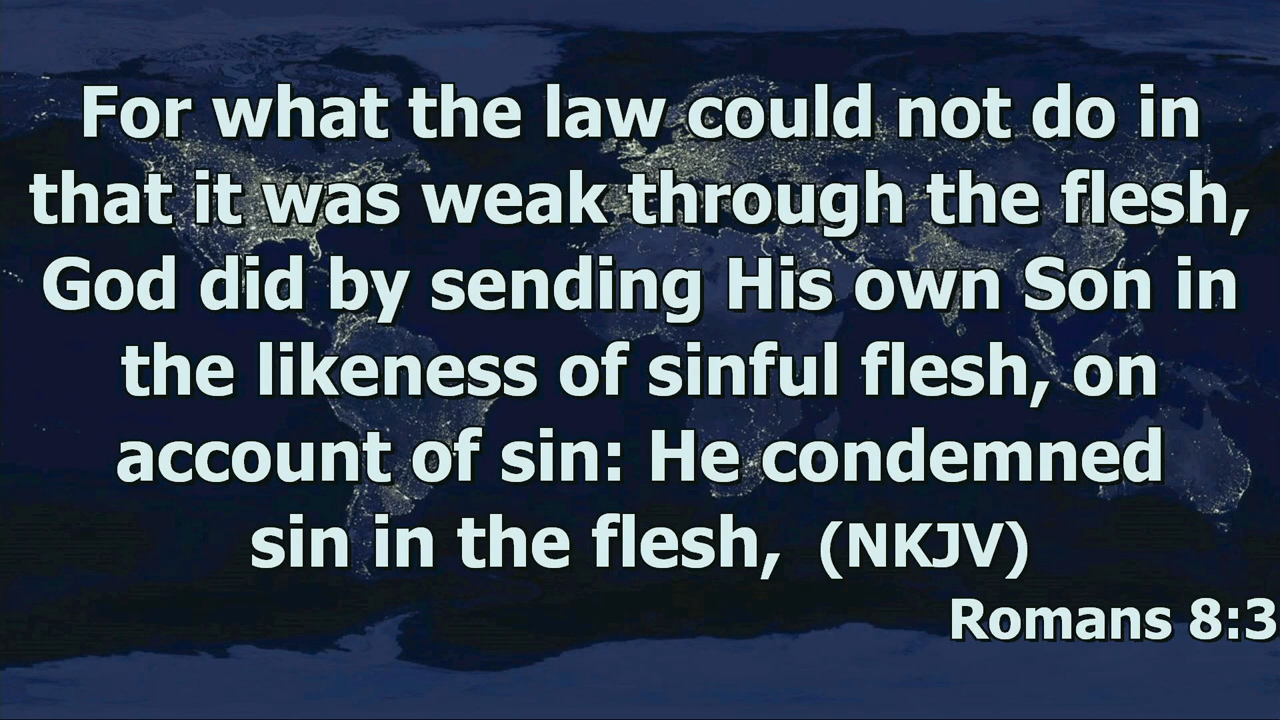 For what the law could not do in
that it was weak through the flesh,
God did by sending His own Son in
the likeness of sinful flesh, on
account of sin: He condemned
sin in the flesh, (NKJV)
Romans 8:3